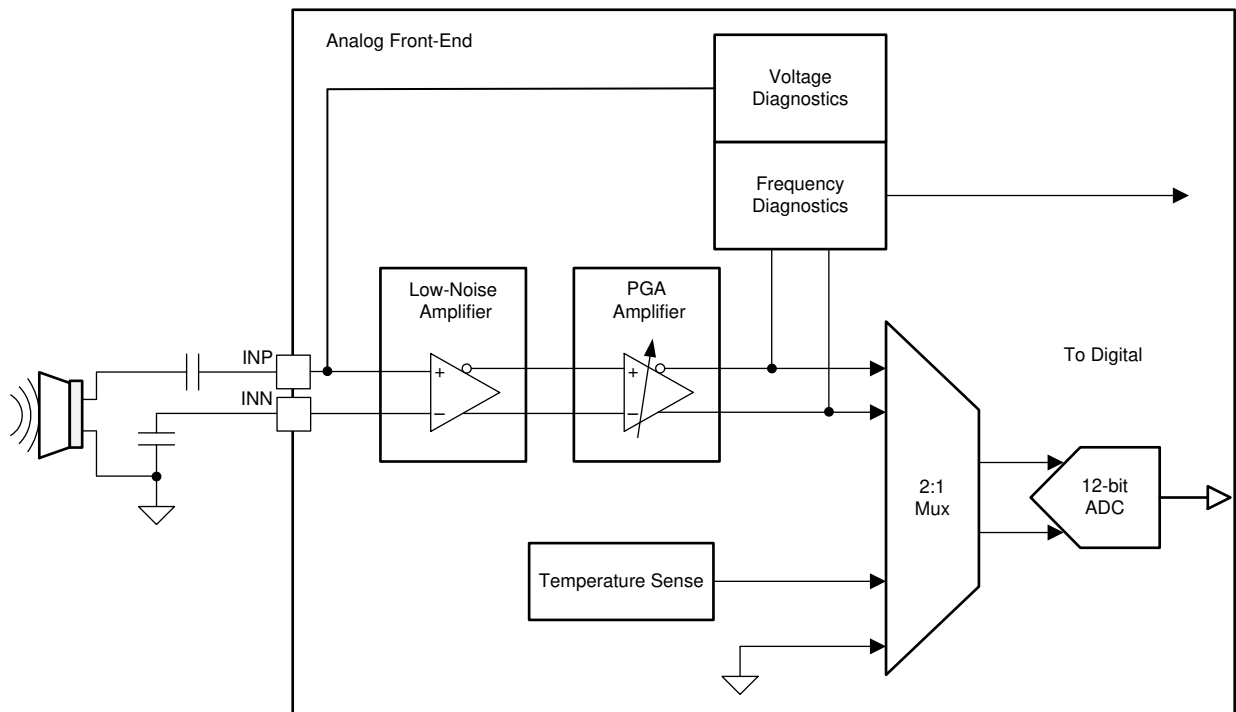 Analog Front-End
Voltage
Diagnostics
Frequency
Diagnostics
Low-Noise
Amplifier
PGA
Amplifier
INP
INN
+
−
+
−
To Digital
2:1
Mux
12-bit
ADC
Temperature Sense